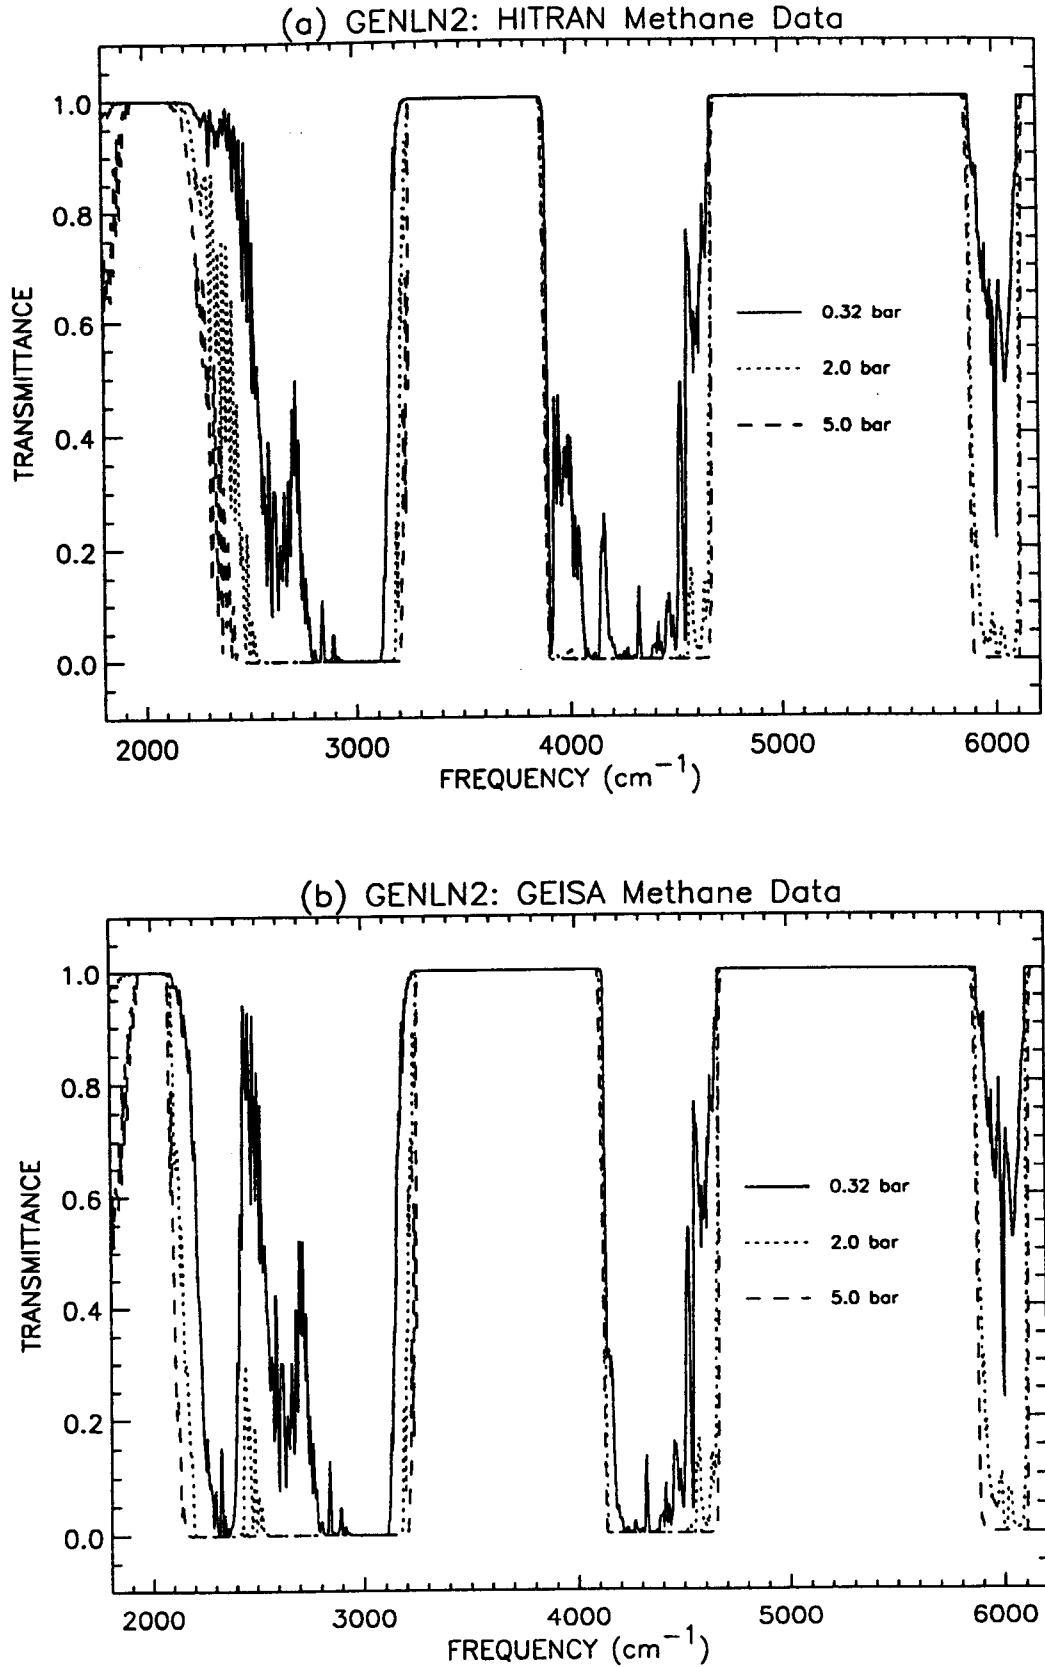 (a) GENLN2: HITRAN Methane Data
1.0
0.8
0.6
0.4
0.2
0.0
TRANSMITTANCE
0.32 bar
2.0 bar
5.0 bar
2000 3000 4000 5000 6000
FREQUENCY (cm⁻¹)
(b) GENLN2: GEISA Methane Data
1.0
0.8
0.6
0.4
0.2
0.0
TRANSMITTANCE
0.32 bar
2.0 bar
5.0 bar
2000 3000 4000 5000 6000
FREQUENCY (cm⁻¹)